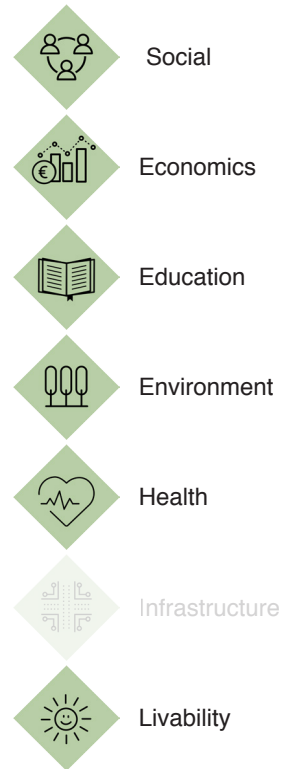 Social
€
Economics
Education
Environment
Health
Infrastructure
Livability